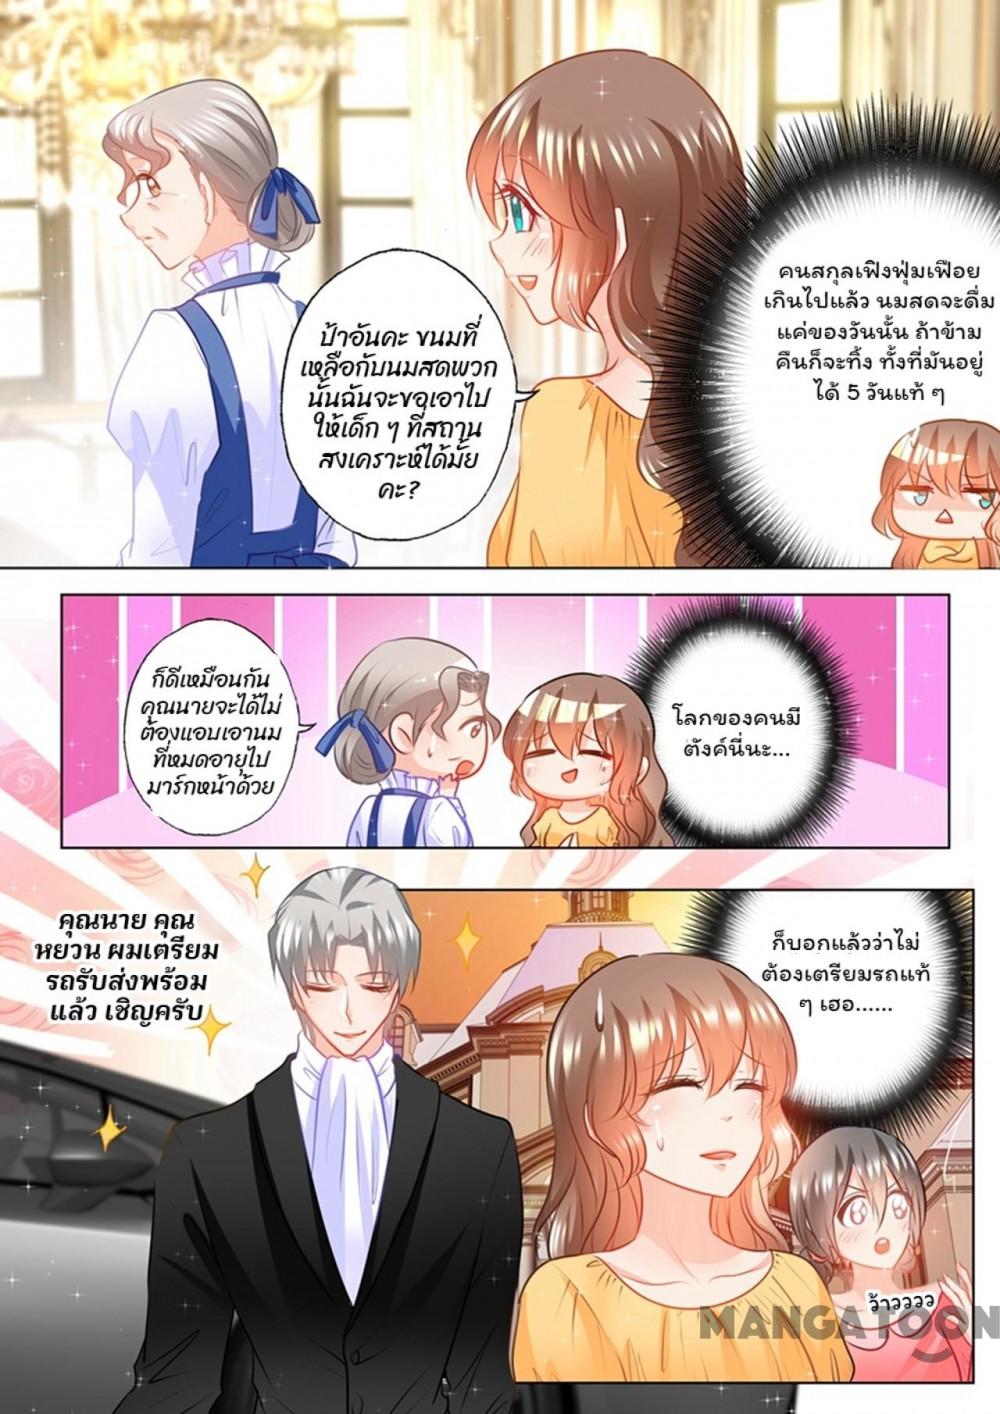 คนสกุลเฟิงฟุ่มเฟือย
เกินไปแล้ว นมสดจะดื่ม
แค่ของวันนั้น ถ้าข้าม
คืนก็จะทิ้ง ทั้งที่มันอยู่
ได้ 5 วันแท้ ๆ
ป้าอันคะ ขนมที่
เหลือกับนมสดพวก
นั้นฉันจะขอเอาไป
ให้เด็ก ๆ ที่สถาน
สงเคราะห์ได้มั้ย
คะ?
ก็ดีเหมือนกัน
คุณนายจะได้ไม่
ต้องแอบเอานม
ที่หมดอายุไป
มาร์กหน้าด้วย
โลกของคนมี
ตังค์นี่นะ...
คุณนาย คุณ
หยวน ผมเตรียม
รถรับส่งพร้อม
แล้ว เชิญครับ
ก็บอกแล้วว่าไม่
ต้องเตรียมรถแท้
ๆ เฮอ......
ว้าวววว
MANGATOON